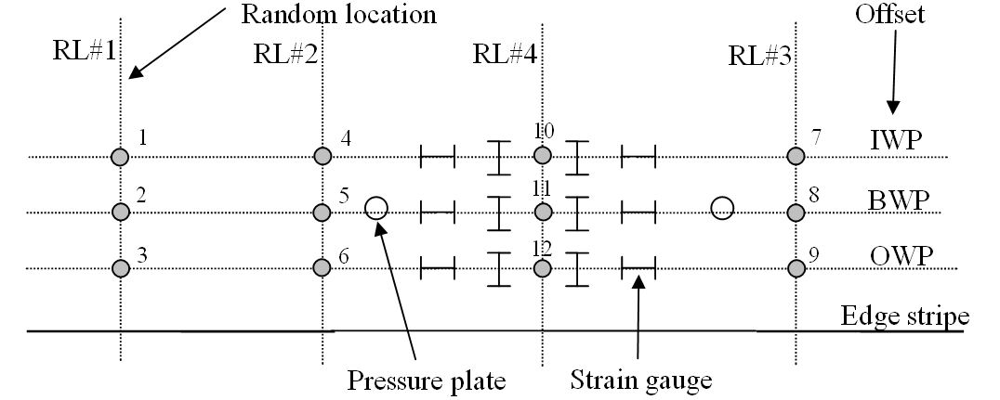 Random location
Offset
RL#1
RL#2
RL#4
RL#3
1
4
10
7
IWP
2
5
11
8
BWP
3
6
12
9
OWP
Edge stripe
Pressure plate
Strain gauge